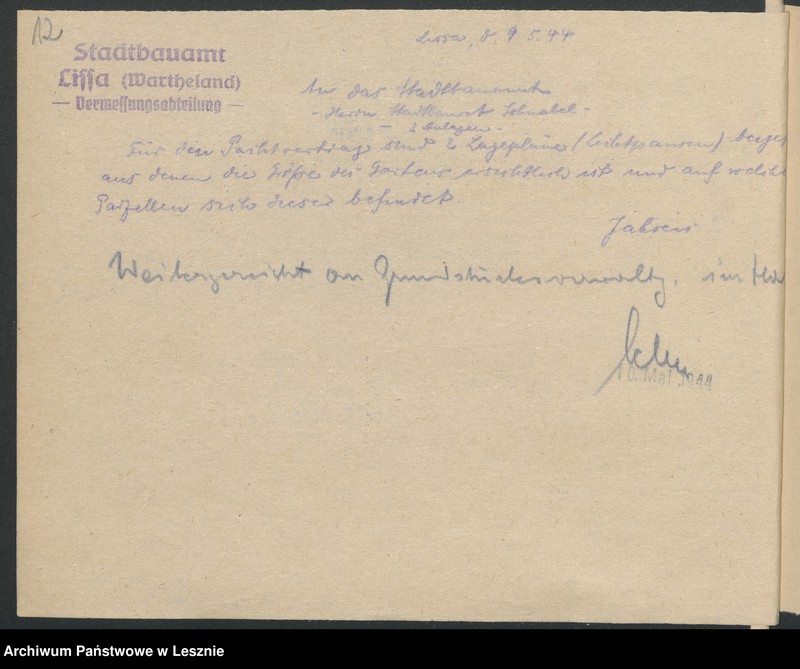 12
Stadtbauamt
Lissa (Wartheland)
— Vermessungsabteilung —
Lissa, d. 9.5.44
An das Stadtbauamt
- Herrn Stadtbaurat Schnabel -
- 2 Anlagen -
Für den Pachtvertrag sind 2 Lagepläne (Lichtpausen)
aus denen die Größe des Gartens ersichtlich ist und auf
Parzellen sich dieser befindet
Weitergereicht an Grundstücksverwaltg. im
10. Mai 1944
Archiwum Państwowe w Lesznie